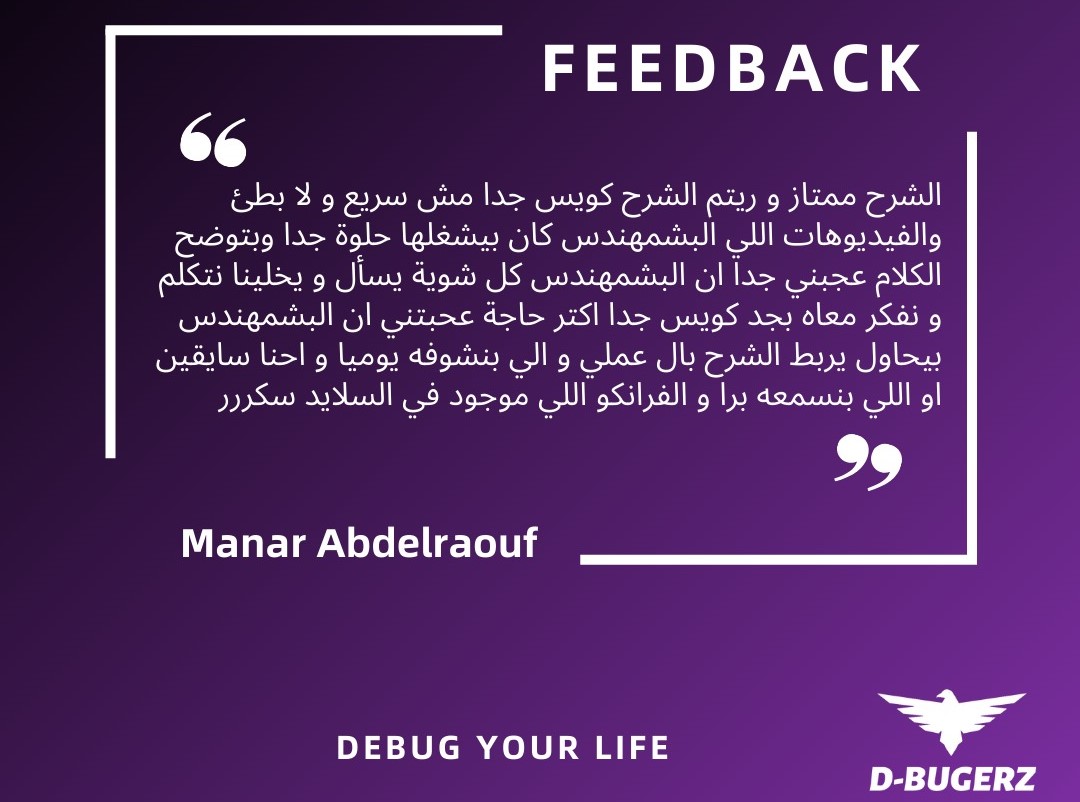 FEEDBACK
“
الشرح ممتاز و ريتم الشرح كويس جدا مش سريع و لا بطئ
والفيديوهات اللي البشمهندس كان بيشغلها حلوة جدا وبتوضح
الكلام عجبني جدا ان البشمهندس كل شوية يسأل و يخلينا نتكلم
و نفكر معاه بجد كويس جدا اكتر حاجة عحبتني ان البشمهندس
بيحاول يربط الشرح بال عملي و الي بنشوفه يوميا و احنا سايقين
او اللي بنسمعه برا و الفرانكو اللي موجود في السلايد سكررر
”
Manar Abdelraouf
DEBUG YOUR LIFE
D-BUGERZ